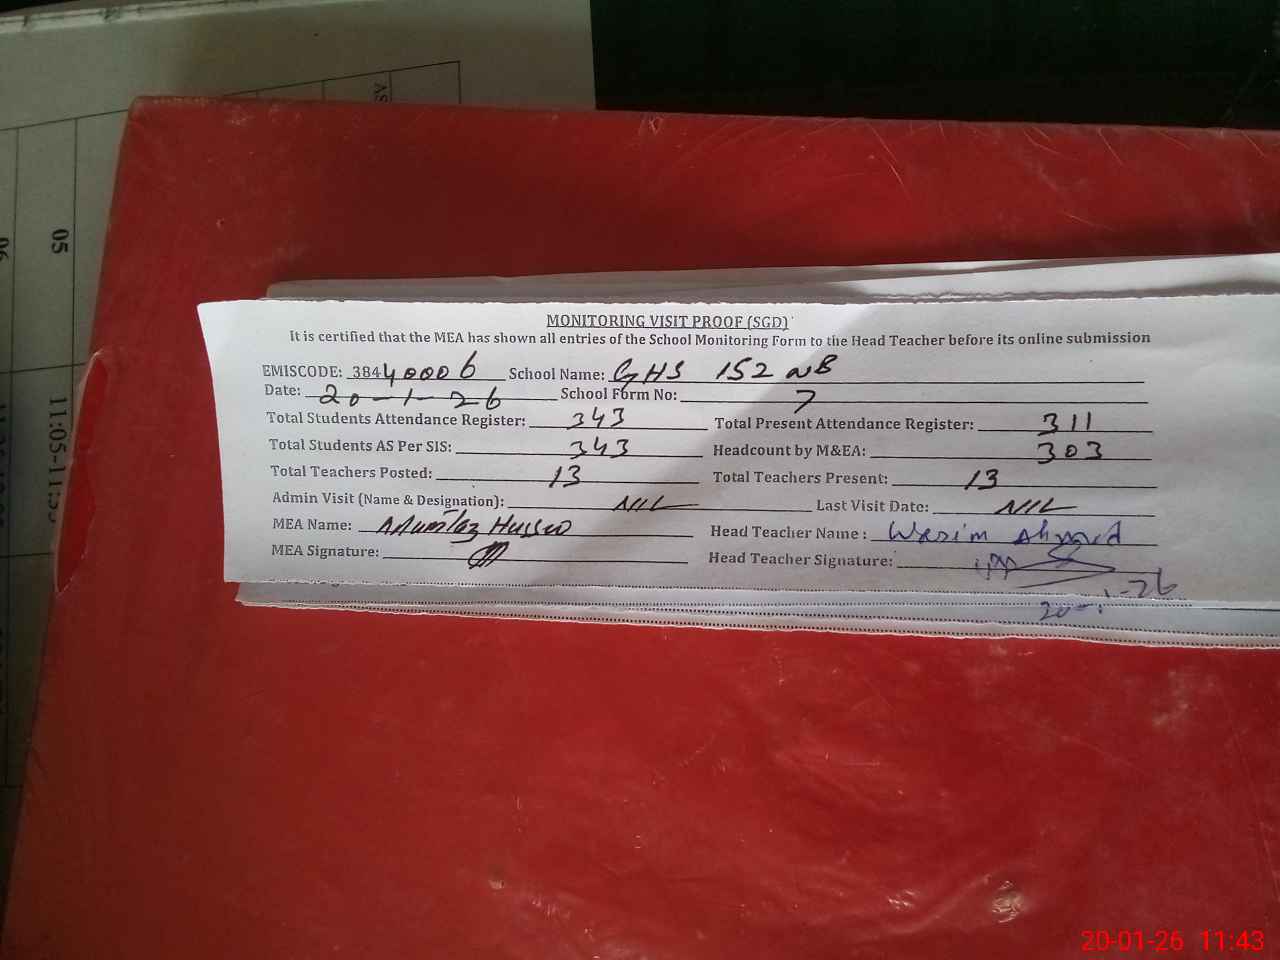 SV
05
06
11:05-11:
MONITORING VISIT PROOF (SGD)
It is certified that the MEA has shown all entries of the School Monitoring Form to the Head Teacher before its online submission
EMISCODE: 38440006 School Name: GHS 152 NB
Date: 20-1-26 School Form No: 7
Total Students Attendance Register: 343 Total Present Attendance Register: 311
Total Students AS Per SIS: 343 Headcount by M&EA: 303
Total Teachers Posted: 13 Total Teachers Present: 13
Admin Visit (Name & Designation): NIL Last Visit Date: NIL
MEA Name: Mumtaz Head Teacher Name : Wasim Ahmad
MEA Signature: Head Teacher Signature:
20-1-26
20-01-26 11:43